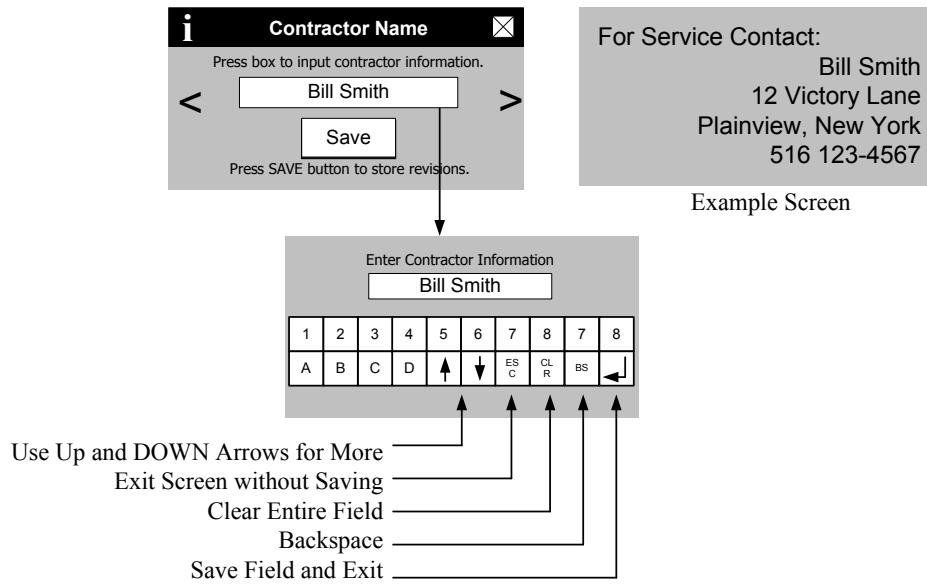 i Contractor Name
Press box to input contractor information.
< Bill Smith >
Save
Press SAVE button to store revisions.
For Service Contact:
Bill Smith
12 Victory Lane
Plainview, New York
516 123-4567
Example Screen
Enter Contractor Information
Bill Smith
1 2 3 4 5 6 7 8 7 8
A B C D ES C CL R BS
Use Up and DOWN Arrows for More
Exit Screen without Saving
Clear Entire Field
Backspace
Save Field and Exit